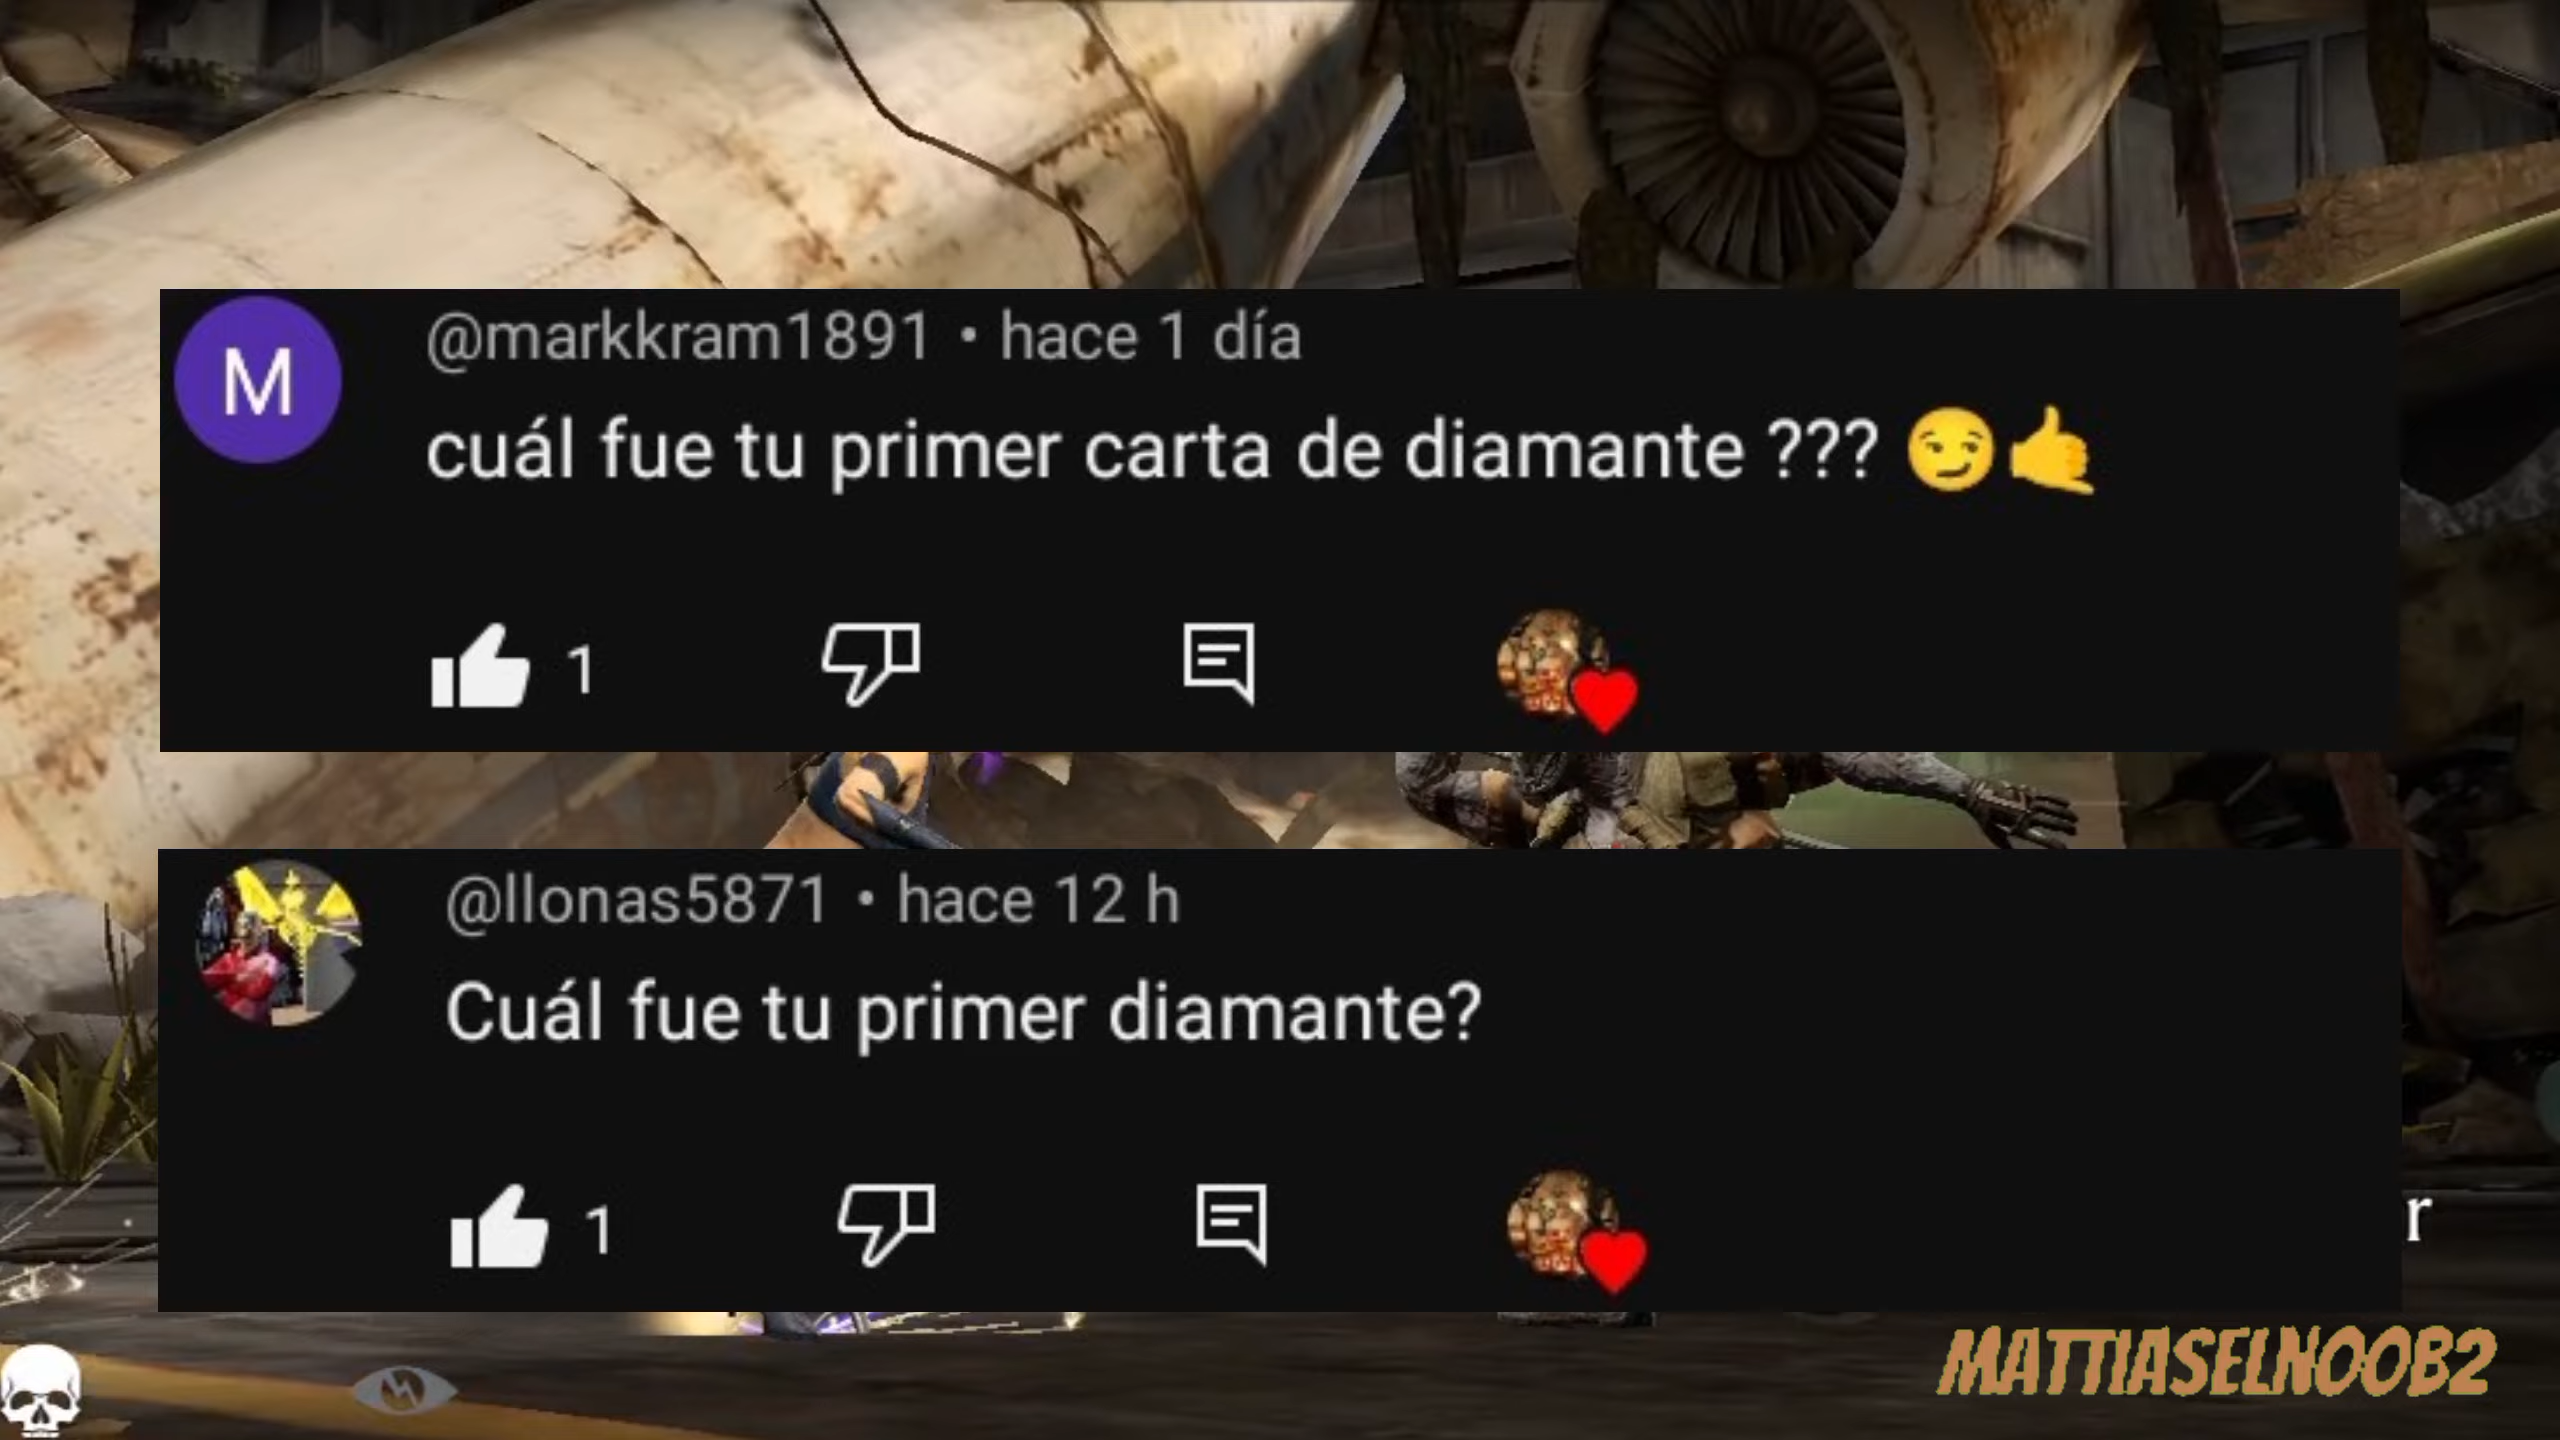 M
@markkram1891 • hace 1 día
cuál fue tu primer carta de diamante ??? 😏🤙
1
@llonas5871 • hace 12 h
Cuál fue tu primer diamante?
1
r
MATTIASELNOOB2